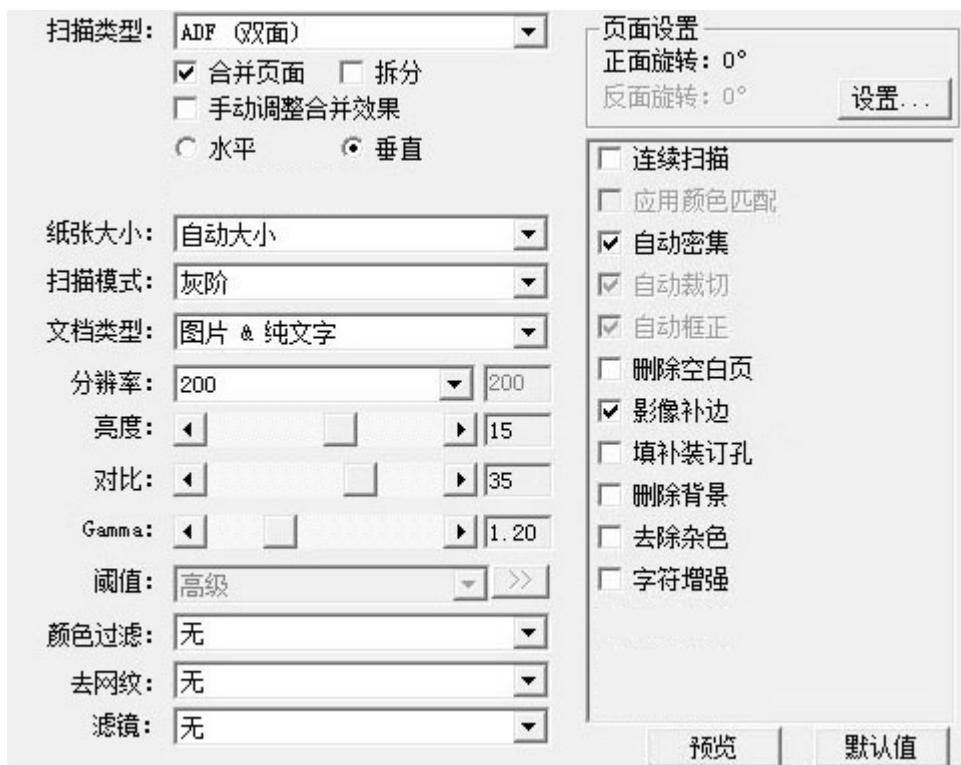 扫描类型: ADF (双面)
合并页面 拆分
手动调整合并效果
水平 垂直
纸张大小: 自动大小
扫描模式: 灰阶
文档类型: 图片 & 纯文字
分辨率: 200 200
亮度: 15
对比: 35
Gamma: 1.20
阈值: 高级 >>
颜色过滤: 无
去网纹: 无
滤镜: 无
页面设置
正面旋转: 0°
反面旋转: 0° 设置...
连续扫描
应用颜色匹配
自动密集
自动裁切
自动框正
删除空白页
影像补边
填补装订孔
删除背景
去除杂色
字符增强
预览 默认值